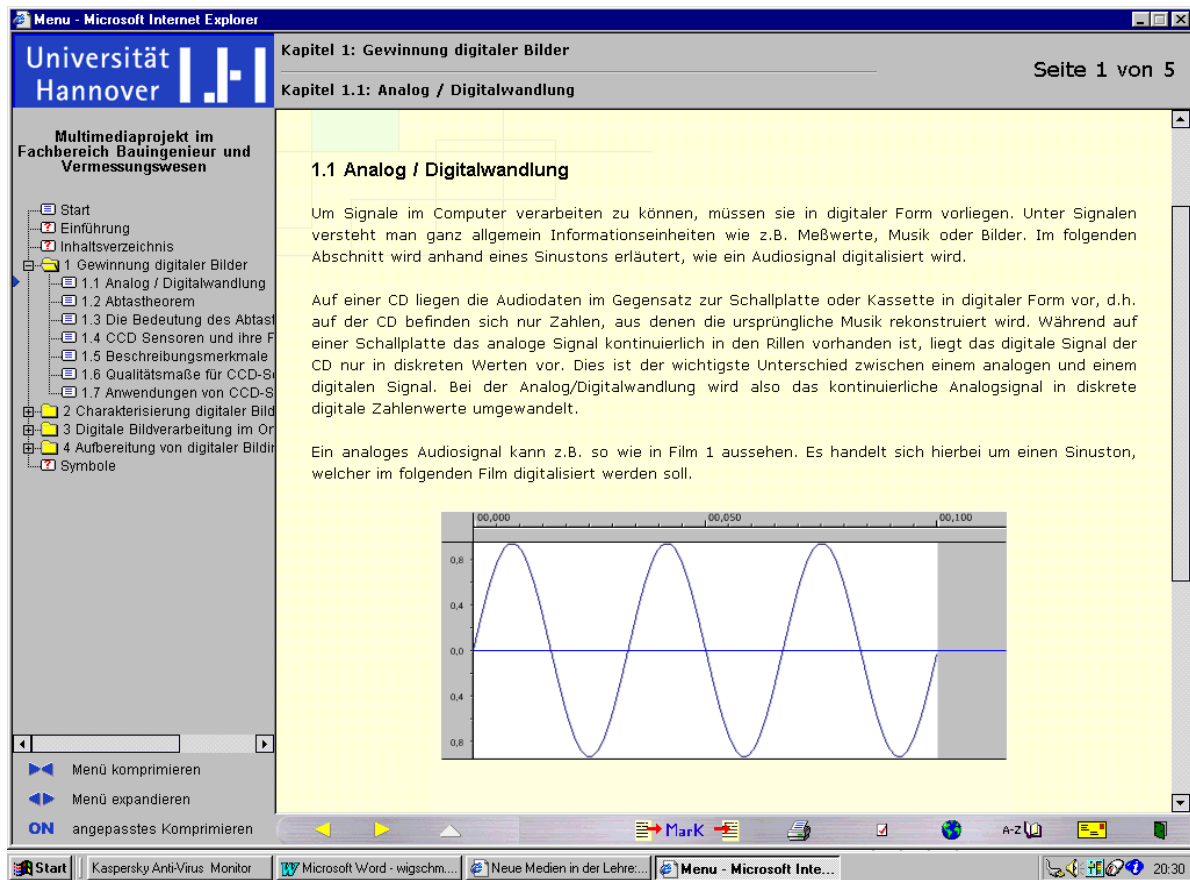 Menu - Microsoft Internet Explorer
Universität
Hannover
Kapitel 1: Gewinnung digitaler Bilder
Kapitel 1.1: Analog / Digitalwandlung
Seite 1 von 5
Multimediaprojekt im
Fachbereich Bauingenieur und
Vermessungswesen
Start
Einführung
Inhaltsverzeichnis
1 Gewinnung digitaler Bilder
1.1 Analog / Digitalwandlung
1.2 Abtasttheorem
1.3 Die Bedeutung des Abtast
1.4 CCD Sensoren und ihre F
1.5 Beschreibungsmerkmale
1.6 Qualitätsmaße für CCD-Se
1.7 Anwendungen von CCD-S
2 Charakterisierung digitaler Bild
3 Digitale Bildverarbeitung im Or
4 Aufbereitung von digitaler Bildin
Symbole
Menü komprimieren
Menü expandieren
ON angepasstes Komprimieren
1.1 Analog / Digitalwandlung
Um Signale im Computer verarbeiten zu können, müssen sie in digitaler Form vorliegen. Unter Signalen
versteht man ganz allgemein Informationseinheiten wie z.B. Meßwerte, Musik oder Bilder. Im folgenden
Abschnitt wird anhand eines Sinustons erläutert, wie ein Audiosignal digitalisiert wird.
Auf einer CD liegen die Audiodaten im Gegensatz zur Schallplatte oder Kassette in digitaler Form vor, d.h.
auf der CD befinden sich nur Zahlen, aus denen die ursprüngliche Musik rekonstruiert wird. Während auf
einer Schallplatte das analoge Signal kontinuierlich in den Rillen vorhanden ist, liegt das digitale Signal der
CD nur in diskreten Werten vor. Dies ist der wichtigste Unterschied zwischen einem analogen und einem
digitalen Signal. Bei der Analog/Digitalwandlung wird also das kontinuierliche Analogsignal in diskrete
digitale Zahlenwerte umgewandelt.
Ein analoges Audiosignal kann z.B. so wie in Film 1 aussehen. Es handelt sich hierbei um einen Sinuston,
welcher im folgenden Film digitalisiert werden soll.
00,000 00,050 00,100
0,8
0,4
0,0
0,4
0,8
MarK
A-Z
Start
Kaspersky Anti-Virus Monitor
Microsoft Word - wigschm....
Neue Medien in der Lehre:...
Menu - Microsoft Inte...
20:30